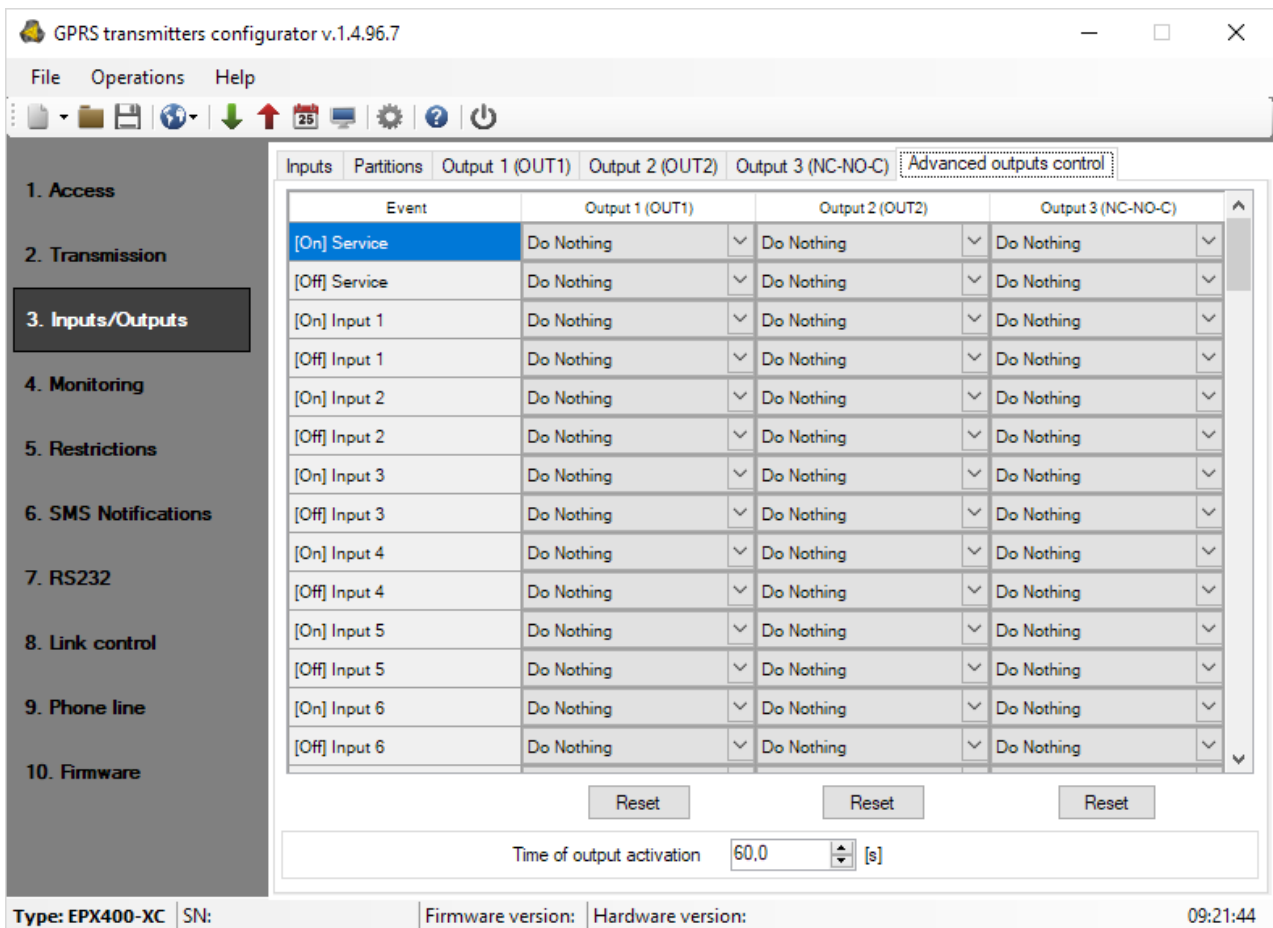 GPRS transmitters configurator v.1.4.96.7
File Operations Help
25
1. Access
2. Transmission
3. Inputs/Outputs
4. Monitoring
5. Restrictions
6. SMS Notifications
7. RS232
8. Link control
9. Phone line
10. Firmware
Inputs Partitions Output 1 (OUT1) Output 2 (OUT2) Output 3 (NC-NO-C) Advanced outputs control
Event Output 1 (OUT1) Output 2 (OUT2) Output 3 (NC-NO-C)
[On] Service Do Nothing Do Nothing Do Nothing
[Off] Service Do Nothing Do Nothing Do Nothing
[On] Input 1 Do Nothing Do Nothing Do Nothing
[Off] Input 1 Do Nothing Do Nothing Do Nothing
[On] Input 2 Do Nothing Do Nothing Do Nothing
[Off] Input 2 Do Nothing Do Nothing Do Nothing
[On] Input 3 Do Nothing Do Nothing Do Nothing
[Off] Input 3 Do Nothing Do Nothing Do Nothing
[On] Input 4 Do Nothing Do Nothing Do Nothing
[Off] Input 4 Do Nothing Do Nothing Do Nothing
[On] Input 5 Do Nothing Do Nothing Do Nothing
[Off] Input 5 Do Nothing Do Nothing Do Nothing
[On] Input 6 Do Nothing Do Nothing Do Nothing
[Off] Input 6 Do Nothing Do Nothing Do Nothing
Reset Reset Reset
Time of output activation 60,0 [s]
Type: EPX400-XC SN: Firmware version: Hardware version: 09:21:44